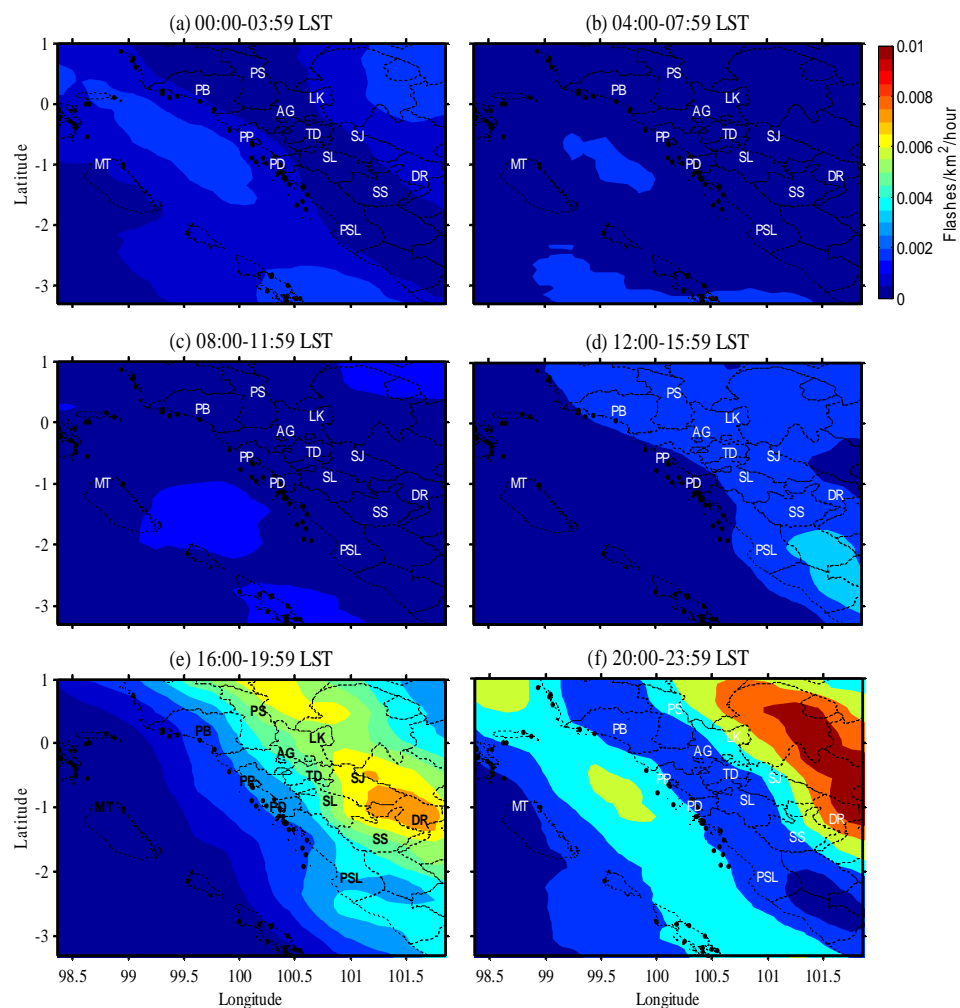 (a) 00:00-03:59 LST
(b) 04:00-07:59 LST
1
0
-1
-2
-3
Latitude
PS
PB
LK
AG
PP
TD
SJ
SL
MT
PD
DR
SS
PSL
PS
PB
LK
AG
PP
TD
SJ
SL
MT
PD
DR
SS
PSL
0.01
0.008
0.006
0.004
0.002
0
Flashes/km²/hour
(c) 08:00-11:59 LST
(d) 12:00-15:59 LST
1
0
-1
-2
-3
Latitude
PS
PB
LK
AG
TD
PP
SJ
SL
MT
PD
DR
SS
PSL
PS
PB
LK
AG
TD
PP
SJ
SL
MT
PD
DR
SS
PSL
(e) 16:00-19:59 LST
(f) 20:00-23:59 LST
1
0
-1
-2
-3
Latitude
PS
PB
LK
AG
TD
PP
SJ
SL
MT
PD
DR
SS
PSL
PS
PB
LK
AG
TD
PP
SJ
SL
MT
PD
DR
SS
PSL
98.5 99 99.5 100 100.5 101 101.5
98.5 99 99.5 100 100.5 101 101.5
Longitude
Longitude